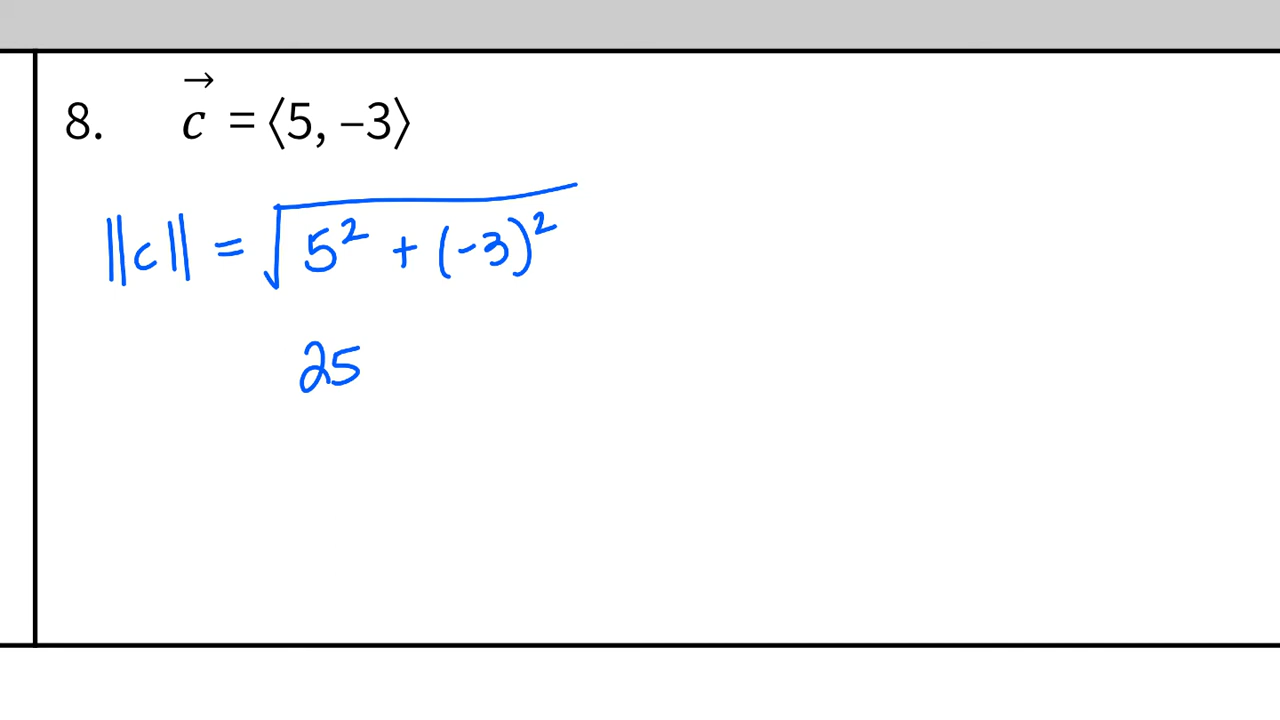 8. c⃗ = ⟨5, –3⟩
||c|| = √(5² + (-3)²)
25